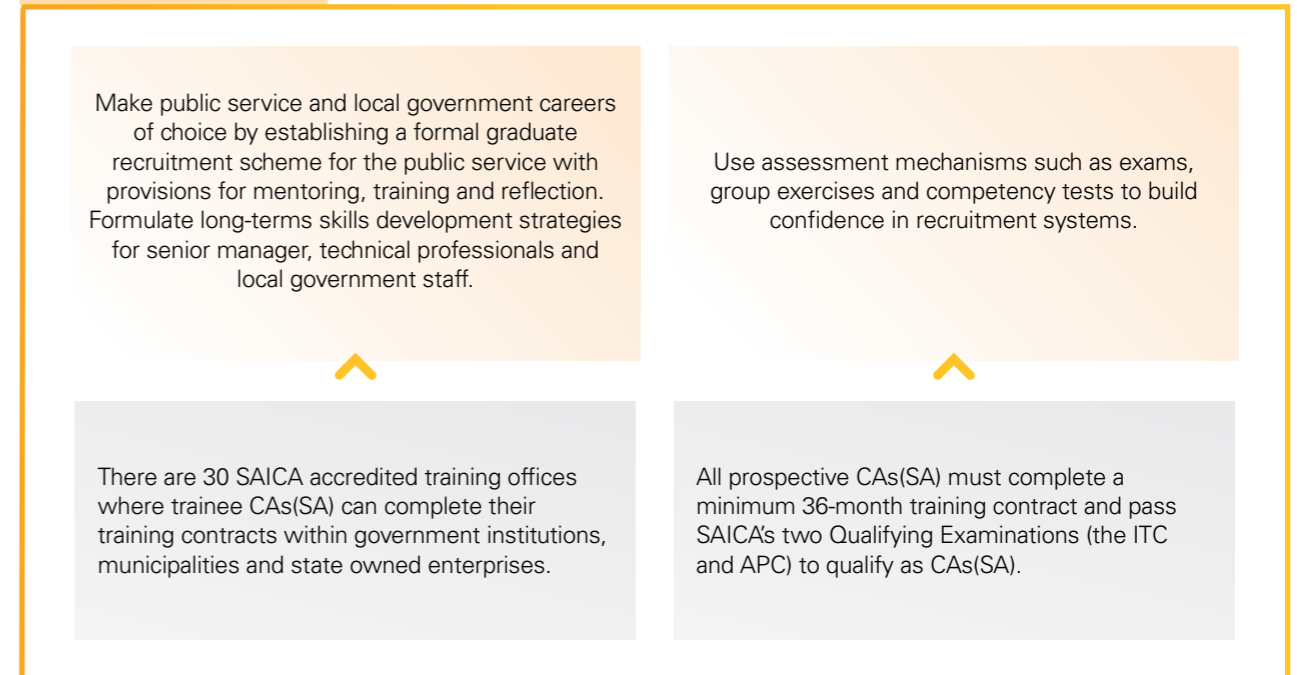 Make public service and local government careers
of choice by establishing a formal graduate
recruitment scheme for the public service with
provisions for mentoring, training and reflection.
Formulate long-terms skills development strategies
for senior manager, technical professionals and
local government staff.
Use assessment mechanisms such as exams,
group exercises and competency tests to build
confidence in recruitment systems.
There are 30 SAICA accredited training offices
where trainee CAs(SA) can complete their
training contracts within government institutions,
municipalities and state owned enterprises.
All prospective CAs(SA) must complete a
minimum 36-month training contract and pass
SAICA’s two Qualifying Examinations (the ITC
and APC) to qualify as CAs(SA).